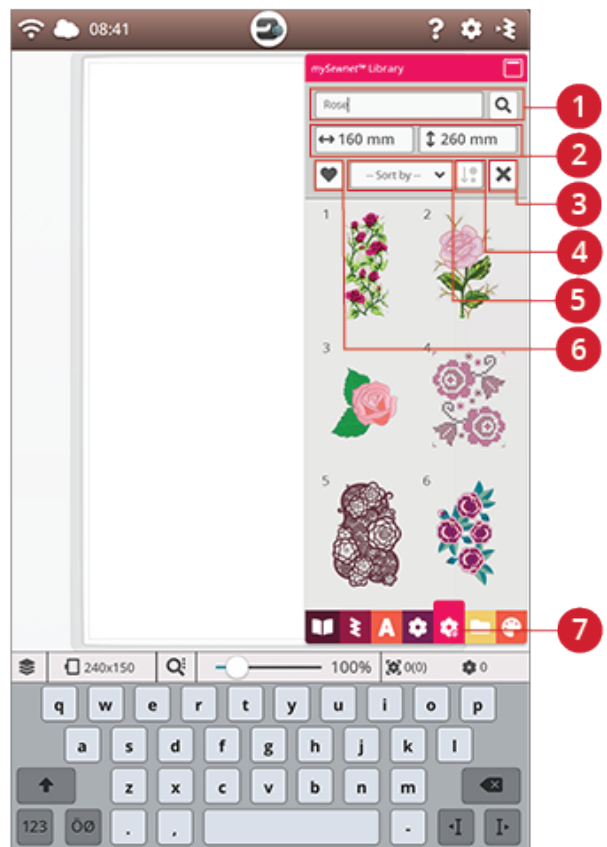 08:41 ?
mySewnet™ Library
Rose 1
↔ 160 mm ↕ 260 mm 2
-- Sort by -- 3
4
5
6
1 2
3 4
5 6
A 7
240x150 100% 0(0) 0
q w e r t y u i o p
a s d f g h j k l
z x c v b n m
123 ÖØ . , - I I